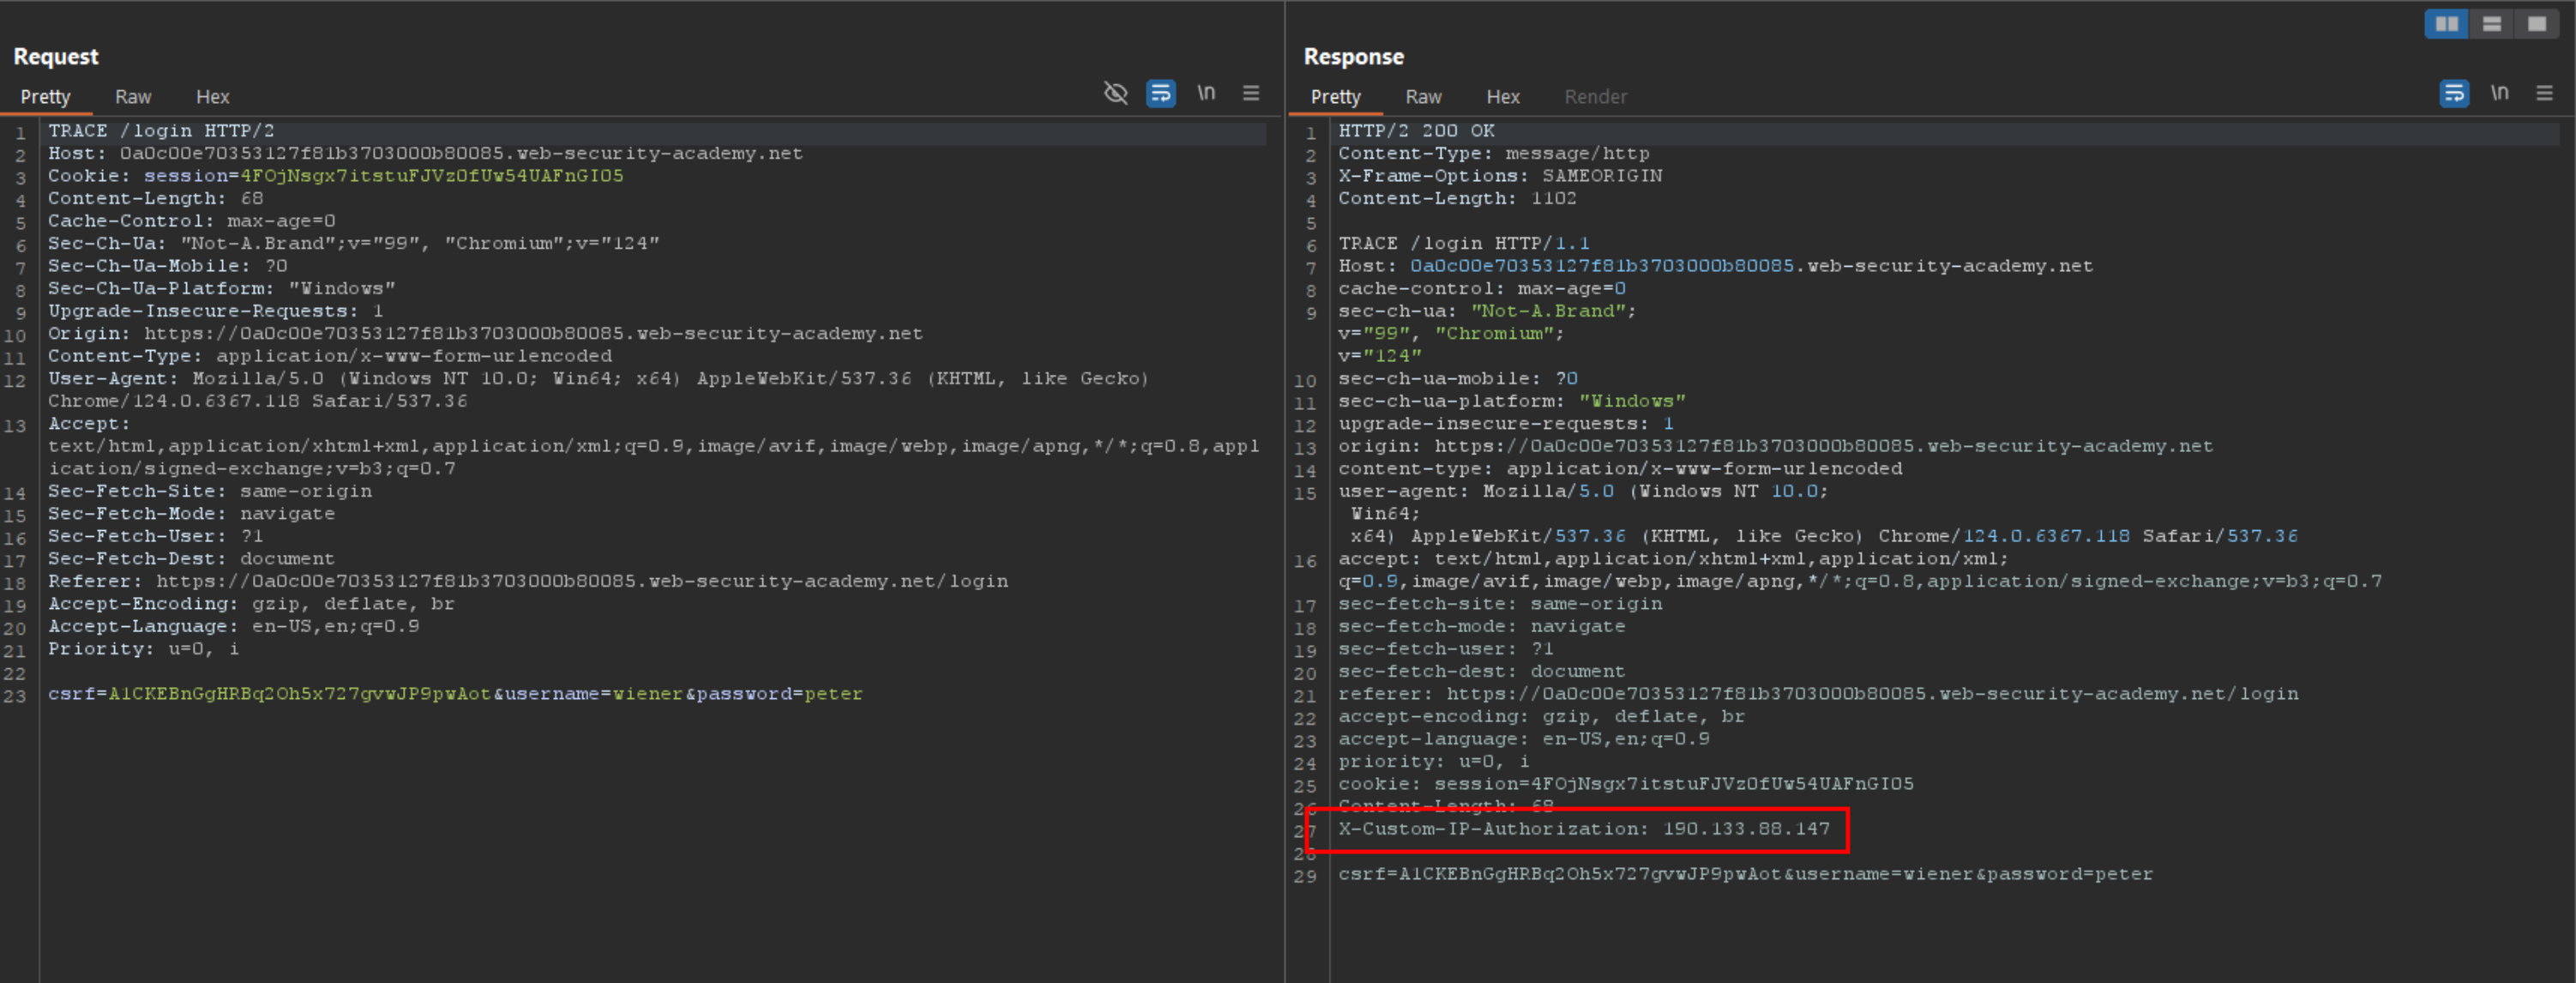 Request
Pretty Raw Hex
\n
1 TRACE /login HTTP/2
2 Host: 0a0c00e70353127f81b3703000b80085.web-security-academy.net
3 Cookie: session=4FOjNsgx7itstuFJVzOfUw54UAFnGIO5
4 Content-Length: 68
5 Cache-Control: max-age=0
6 Sec-Ch-Ua: "Not-A.Brand";v="99", "Chromium";v="124"
7 Sec-Ch-Ua-Mobile: ?0
8 Sec-Ch-Ua-Platform: "Windows"
9 Upgrade-Insecure-Requests: 1
10 Origin: https://0a0c00e70353127f81b3703000b80085.web-security-academy.net
11 Content-Type: application/x-www-form-urlencoded
12 User-Agent: Mozilla/5.0 (Windows NT 10.0; Win64; x64) AppleWebKit/537.36 (KHTML, like Gecko)
Chrome/124.0.6367.118 Safari/537.36
13 Accept:
text/html,application/xhtml+xml,application/xml;q=0.9,image/avif,image/webp,image/apng,*/*;q=0.8,appl
ication/signed-exchange;v=b3;q=0.7
14 Sec-Fetch-Site: same-origin
15 Sec-Fetch-Mode: navigate
16 Sec-Fetch-User: ?1
17 Sec-Fetch-Dest: document
18 Referer: https://0a0c00e70353127f81b3703000b80085.web-security-academy.net/login
19 Accept-Encoding: gzip, deflate, br
20 Accept-Language: en-US,en;q=0.9
21 Priority: u=0, i
22
23 csrf=A1CKEBnGgHRBq2Oh5x727gvwJP9pwAot&username=wiener&password=peter
Response
Pretty Raw Hex Render
\n
1 HTTP/2 200 OK
2 Content-Type: message/http
3 X-Frame-Options: SAMEORIGIN
4 Content-Length: 1102
5
6 TRACE /login HTTP/1.1
7 Host: 0a0c00e70353127f81b3703000b80085.web-security-academy.net
8 cache-control: max-age=0
9 sec-ch-ua: "Not-A.Brand";
v="99", "Chromium";
v="124"
10 sec-ch-ua-mobile: ?0
11 sec-ch-ua-platform: "Windows"
12 upgrade-insecure-requests: 1
13 origin: https://0a0c00e70353127f81b3703000b80085.web-security-academy.net
14 content-type: application/x-www-form-urlencoded
15 user-agent: Mozilla/5.0 (Windows NT 10.0;
Win64;
x64) AppleWebKit/537.36 (KHTML, like Gecko) Chrome/124.0.6367.118 Safari/537.36
16 accept: text/html,application/xhtml+xml,application/xml;
q=0.9,image/avif,image/webp,image/apng,*/*;q=0.8,application/signed-exchange;v=b3;q=0.7
17 sec-fetch-site: same-origin
18 sec-fetch-mode: navigate
19 sec-fetch-user: ?1
20 sec-fetch-dest: document
21 referer: https://0a0c00e70353127f81b3703000b80085.web-security-academy.net/login
22 accept-encoding: gzip, deflate, br
23 accept-language: en-US,en;q=0.9
24 priority: u=0, i
25 cookie: session=4FOjNsgx7itstuFJVzOfUw54UAFnGIO5
26 Content-Length: 68
27 X-Custom-IP-Authorization: 190.133.88.147
28
29 csrf=A1CKEBnGgHRBq2Oh5x727gvwJP9pwAot&username=wiener&password=peter